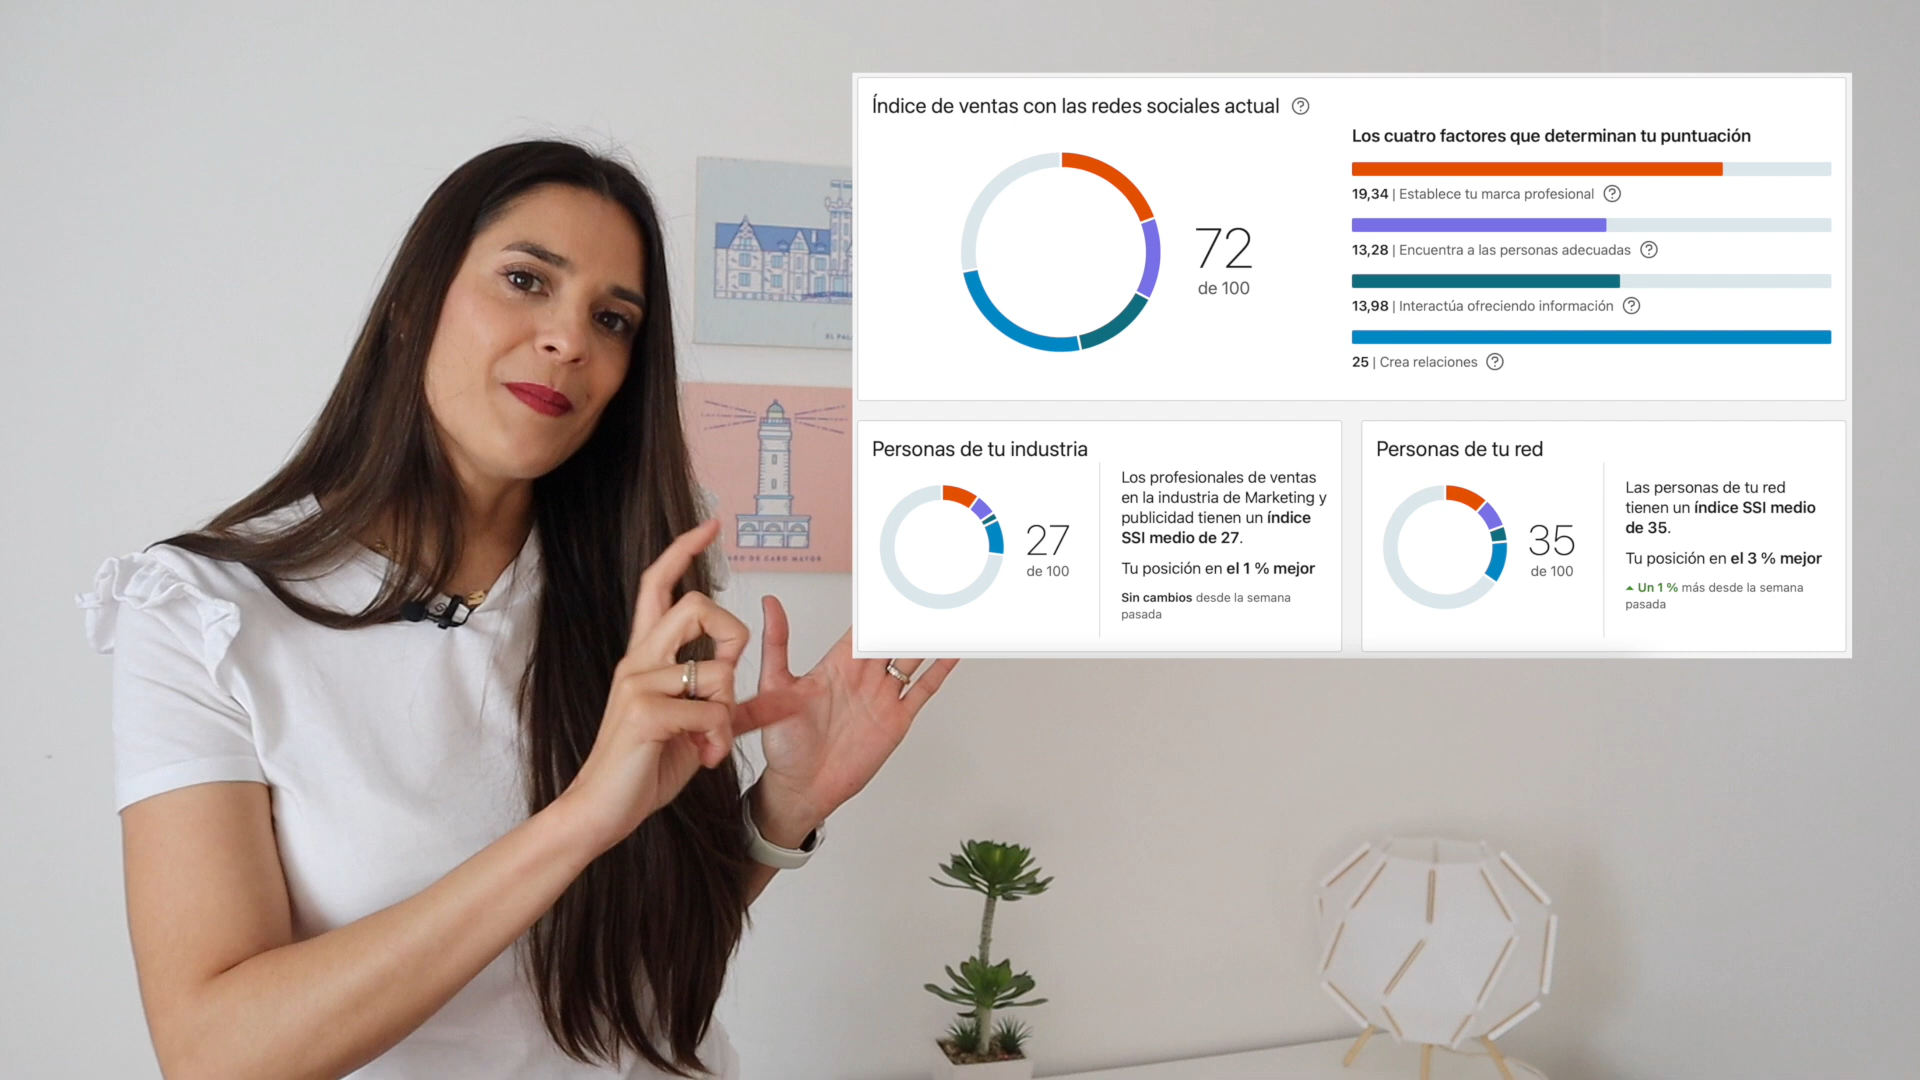 Índice de ventas con las redes sociales actual
72
de 100
Los cuatro factores que determinan tu puntuación
19,34 | Establece tu marca profesional
13,28 | Encuentra a las personas adecuadas
13,98 | Interactúa ofreciendo información
25 | Crea relaciones
Personas de tu industria
27
de 100
Los profesionales de ventas
en la industria de Marketing y
publicidad tienen un índice
SSI medio de 27.
Tu posición en el 1 % mejor
Sin cambios desde la semana
pasada
Personas de tu red
35
de 100
Las personas de tu red
tienen un índice SSI medio
de 35.
Tu posición en el 3 % mejor
Un 1 % más desde la semana
pasada
EL
DE CABO MAYOR